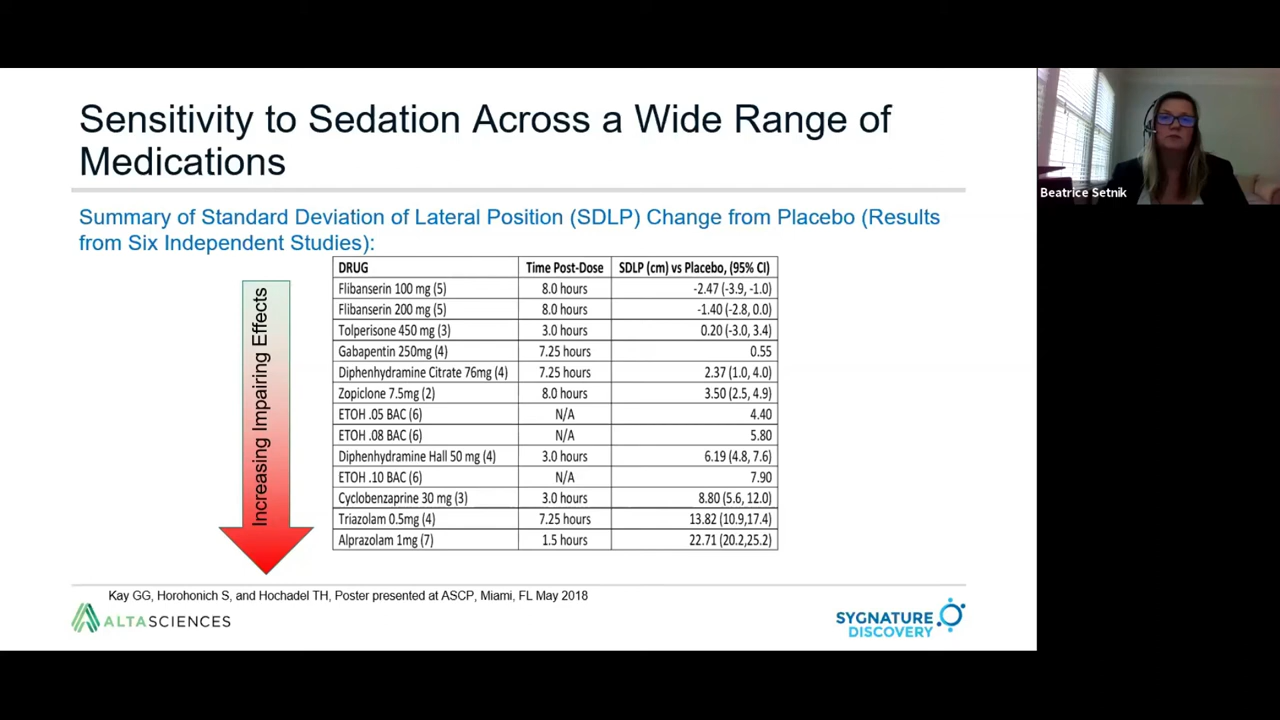 Sensitivity to Sedation Across a Wide Range of
Medications
Summary of Standard Deviation of Lateral Position (SDLP) Change from Placebo (Results
from Six Independent Studies):
Increasing Impairing Effects
DRUG Time Post-Dose SDLP (cm) vs Placebo, (95% CI)
Flibanserin 100 mg (5) 8.0 hours -2.47 (-3.9, -1.0)
Flibanserin 200 mg (5) 8.0 hours -1.40 (-2.8, 0.0)
Tolperisone 450 mg (3) 3.0 hours 0.20 (-3.0, 3.4)
Gabapentin 250mg (4) 7.25 hours 0.55
Diphenhydramine Citrate 76mg (4) 7.25 hours 2.37 (1.0, 4.0)
Zopiclone 7.5mg (2) 8.0 hours 3.50 (2.5, 4.9)
ETOH .05 BAC (6) N/A 4.40
ETOH .08 BAC (6) N/A 5.80
Diphenhydramine Hall 50 mg (4) 3.0 hours 6.19 (4.8, 7.6)
ETOH .10 BAC (6) N/A 7.90
Cyclobenzaprine 30 mg (3) 3.0 hours 8.80 (5.6, 12.0)
Triazolam 0.5mg (4) 7.25 hours 13.82 (10.9,17.4)
Alprazolam 1mg (7) 1.5 hours 22.71 (20.2,25.2)
Kay GG, Horohonich S, and Hochadel TH, Poster presented at ASCP, Miami, FL May 2018
ALTASCIENCES
SYGNATURE
DISCOVERY
Beatrice Setnik